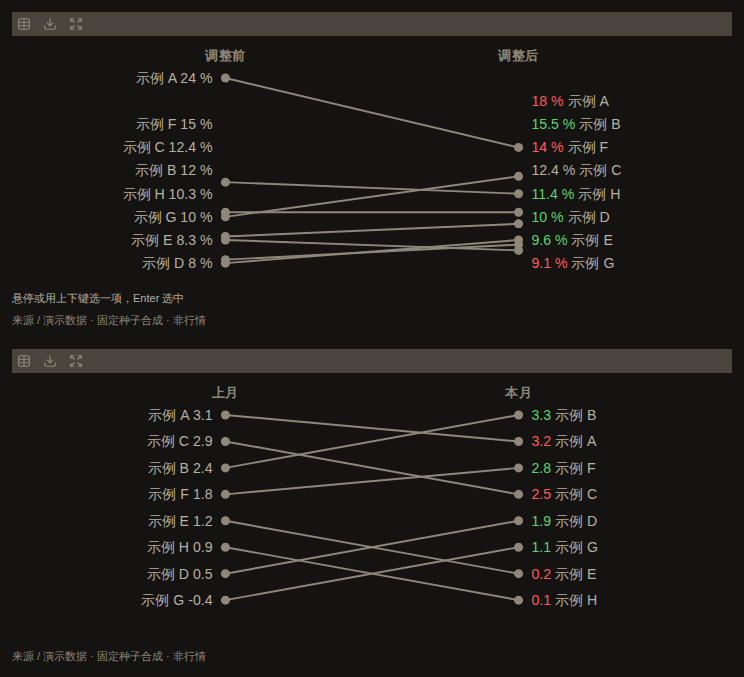 调整前 调整后
示例 A 24 %
18 % 示例 A
示例 F 15 % 15.5 % 示例 B
示例 C 12.4 % 14 % 示例 F
示例 B 12 % 12.4 % 示例 C
示例 H 10.3 % 11.4 % 示例 H
示例 G 10 % 10 % 示例 D
示例 E 8.3 % 9.6 % 示例 E
示例 D 8 % 9.1 % 示例 G
悬停或用上下键选一项，Enter 选中
来源 / 演示数据 · 固定种子合成 · 非行情
上月 本月
示例 A 3.1 3.3 示例 B
示例 C 2.9 3.2 示例 A
示例 B 2.4 2.8 示例 F
示例 F 1.8 2.5 示例 C
示例 E 1.2 1.9 示例 D
示例 H 0.9 1.1 示例 G
示例 D 0.5 0.2 示例 E
示例 G -0.4 0.1 示例 H
来源 / 演示数据 · 固定种子合成 · 非行情